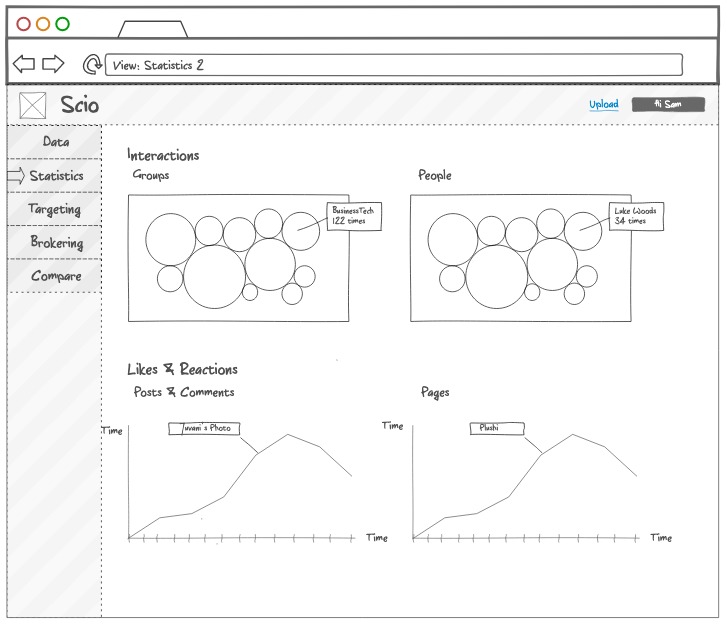 View: Statistics 2
Scio
Upload
Hi Sam
Data
Statistics
Targeting
Brokering
Compare
Interactions
Groups
People
BusinessTech
122 times
Luke Woods
34 times
Likes & Reactions
Posts & Comments
Pages
Time
Juvani's Photo
Time
Time
Plushi
Time